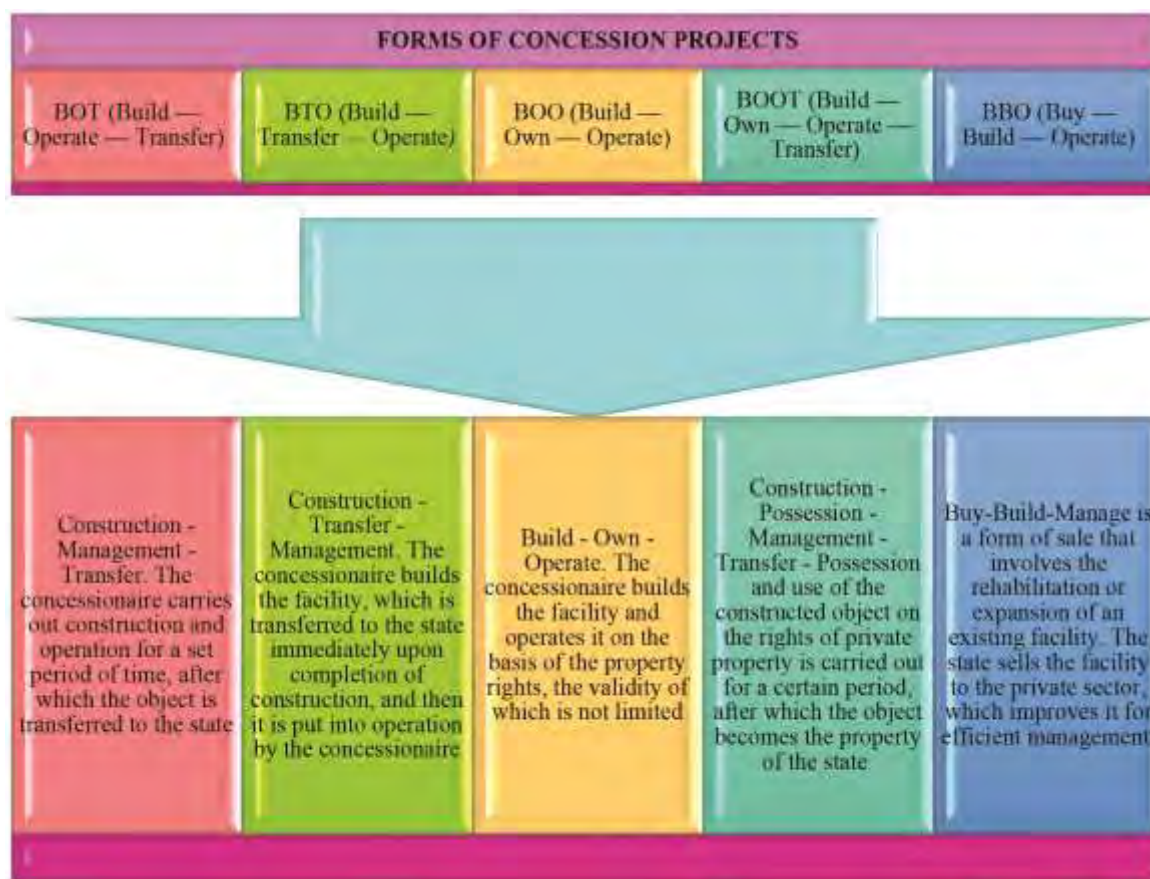 FORMS OF CONCESSION PROJECTS
BOT (Build —
Operate — Transfer)
BTO (Build —
Transfer — Operate)
BOO (Build —
Own — Operate)
BOOT (Build —
Own — Operate —
Transfer)
BBO (Buy —
Build — Operate)
Construction -
Management -
Transfer. The
concessionaire carries
out construction and
operation for a set
period of time, after
which the object is
transferred to the state
Construction -
Transfer -
Management. The
concessionaire builds
the facility, which is
transferred to the state
immediately upon
completion of
construction, and then
it is put into operation
by the concessionaire
Build - Own -
Operate. The
concessionaire builds
the facility and
operates it on the
basis of the property
rights, the validity of
which is not limited
Construction -
Possession -
Management -
Transfer - Possession
and use of the
constructed object on
the rights of private
property is carried out
for a certain period,
after which the object
becomes the property
of the state
Buy-Build-Manage is
a form of sale that
involves the
rehabilitation or
expansion of an
existing facility. The
state sells the facility
to the private sector,
which improves it for
efficient management